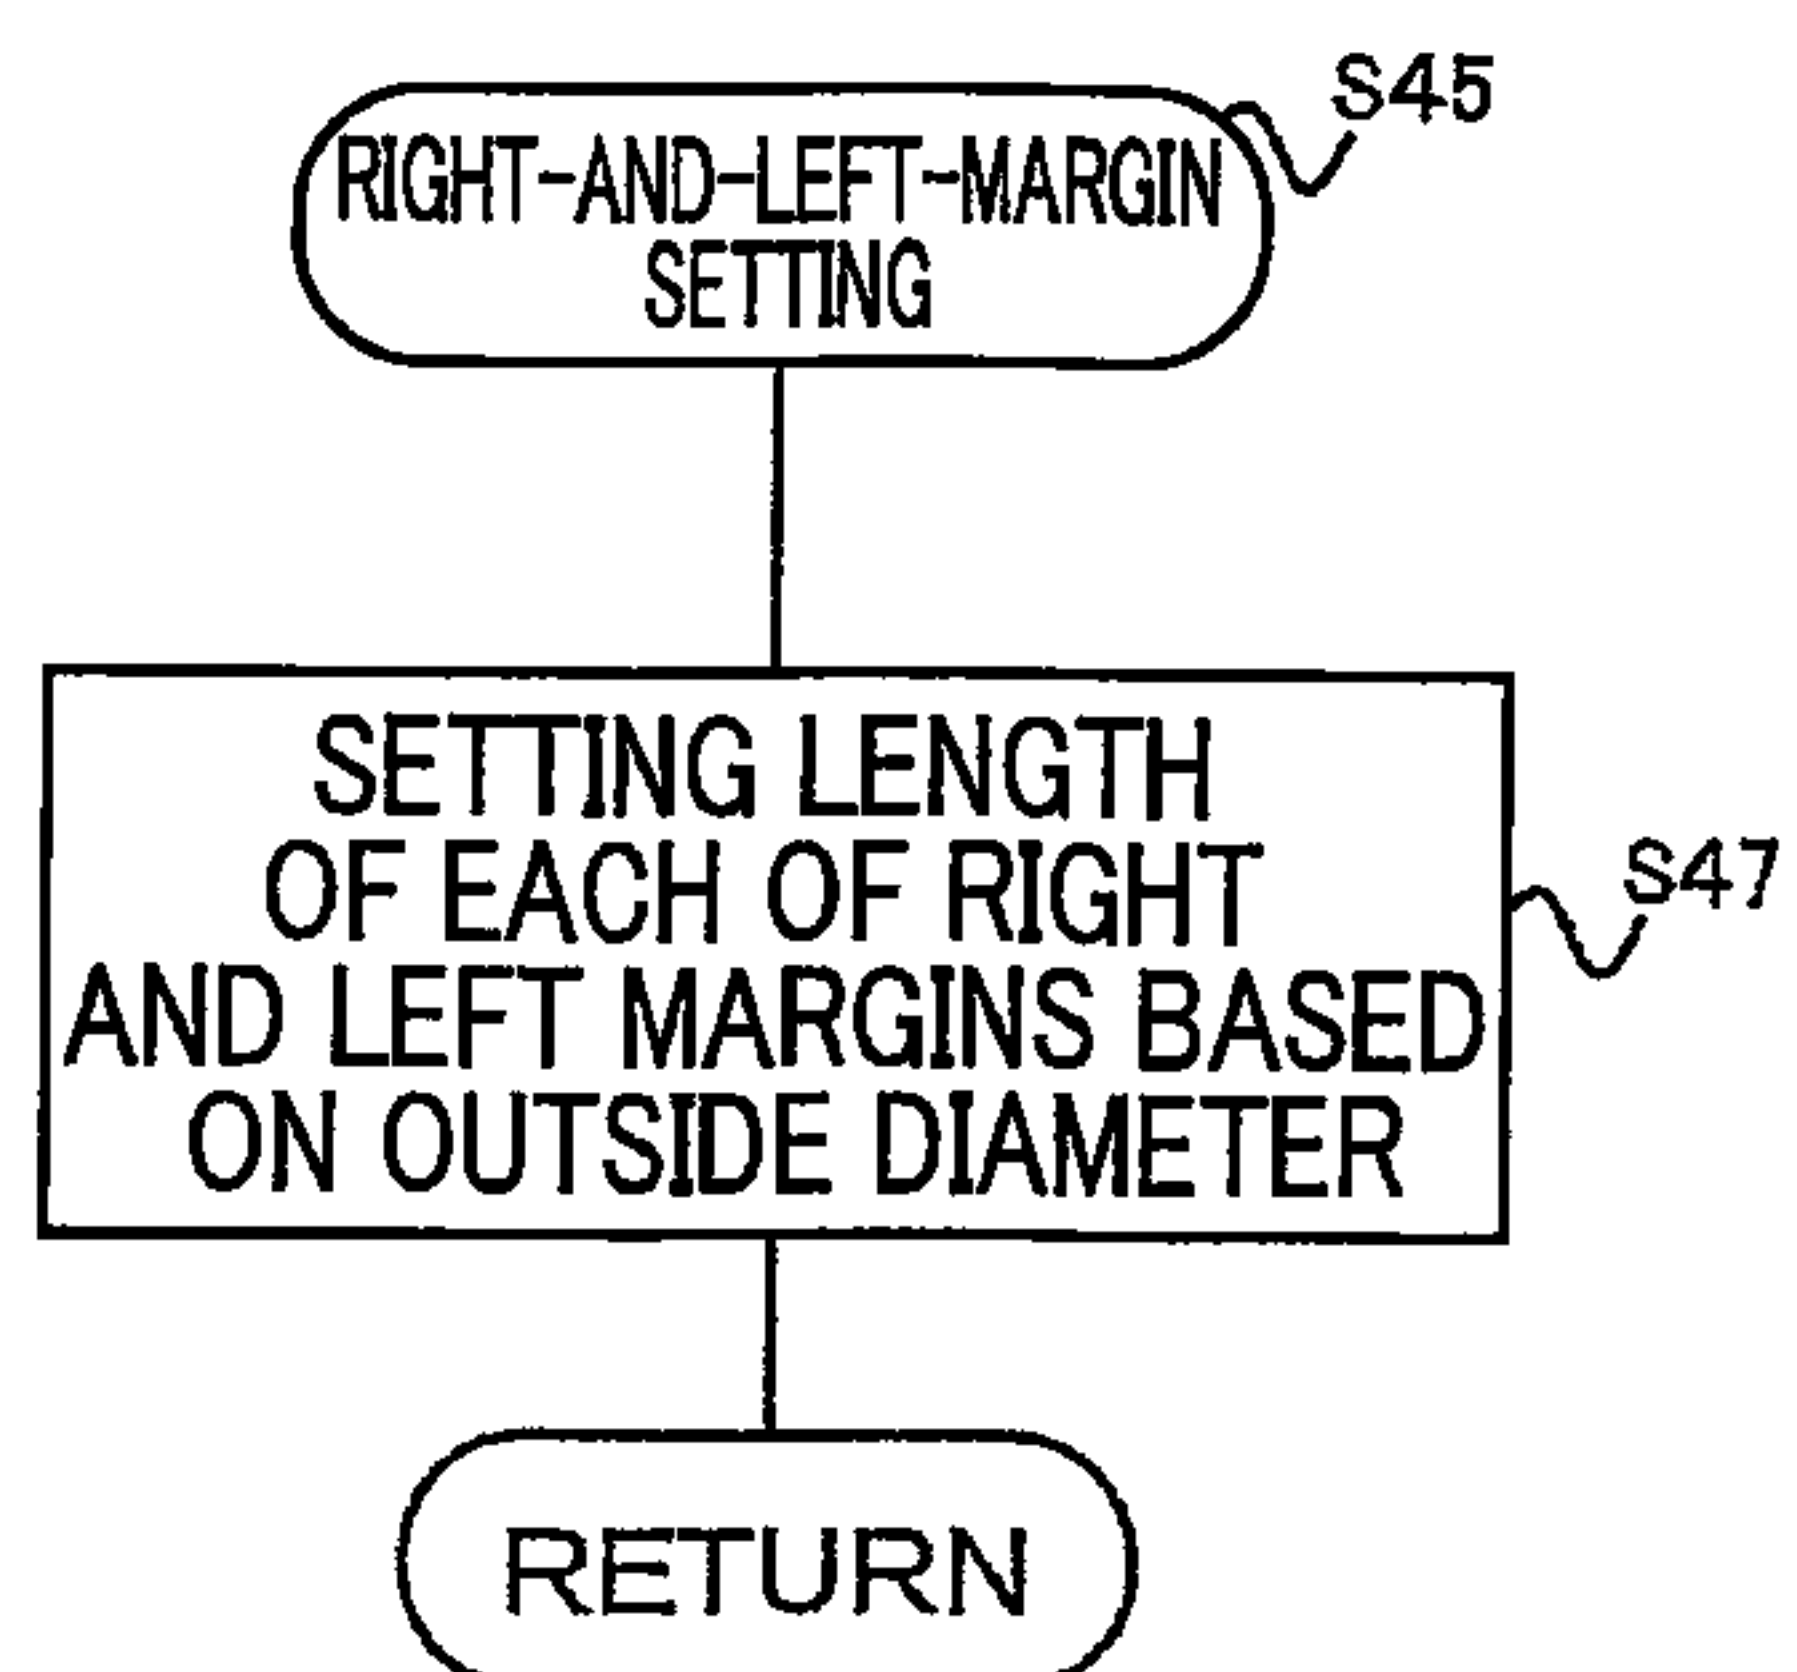 S45
RIGHT-AND-LEFT-MARGIN
SETTING
SETTING LENGTH
OF EACH OF RIGHT
AND LEFT MARGINS BASED
ON OUTSIDE DIAMETER
S47
RETURN